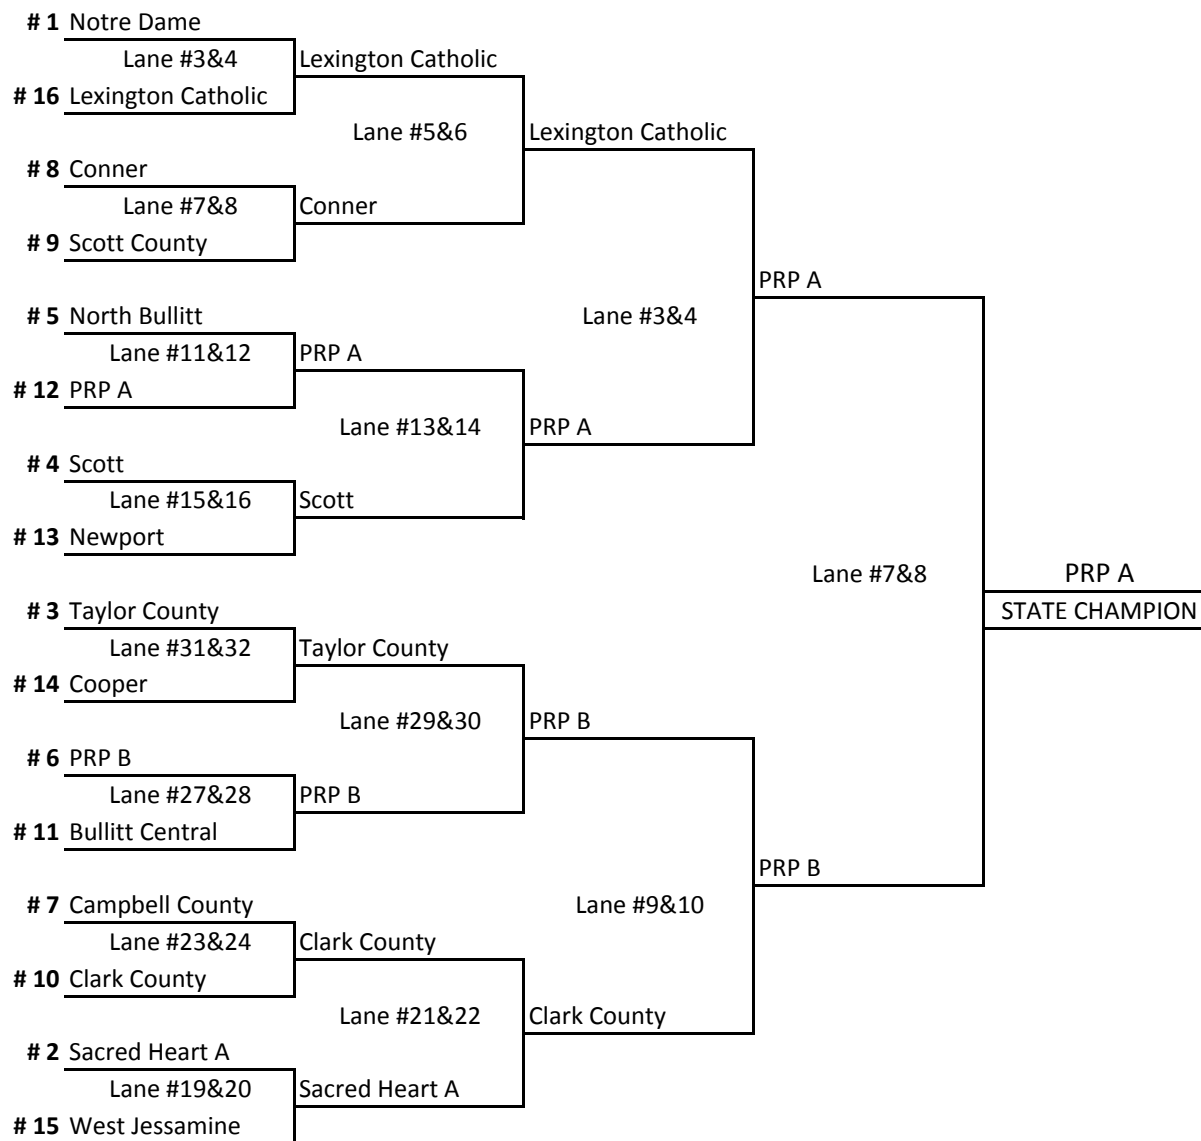 # 1 Notre Dame
Lane #3&4 Lexington Catholic
# 16 Lexington Catholic
Lane #5&6 Lexington Catholic
# 8 Conner
Lane #7&8 Conner
# 9 Scott County
PRP A
# 5 North Bullitt Lane #3&4
Lane #11&12 PRP A
# 12 PRP A
Lane #13&14 PRP A
# 4 Scott
Lane #15&16 Scott
# 13 Newport
Lane #7&8 PRP A
# 3 Taylor County STATE CHAMPION
Lane #31&32 Taylor County
# 14 Cooper
Lane #29&30 PRP B
# 6 PRP B
Lane #27&28 PRP B
# 11 Bullitt Central
PRP B
# 7 Campbell County Lane #9&10
Lane #23&24 Clark County
# 10 Clark County
Lane #21&22 Clark County
# 2 Sacred Heart A
Lane #19&20 Sacred Heart A
# 15 West Jessamine